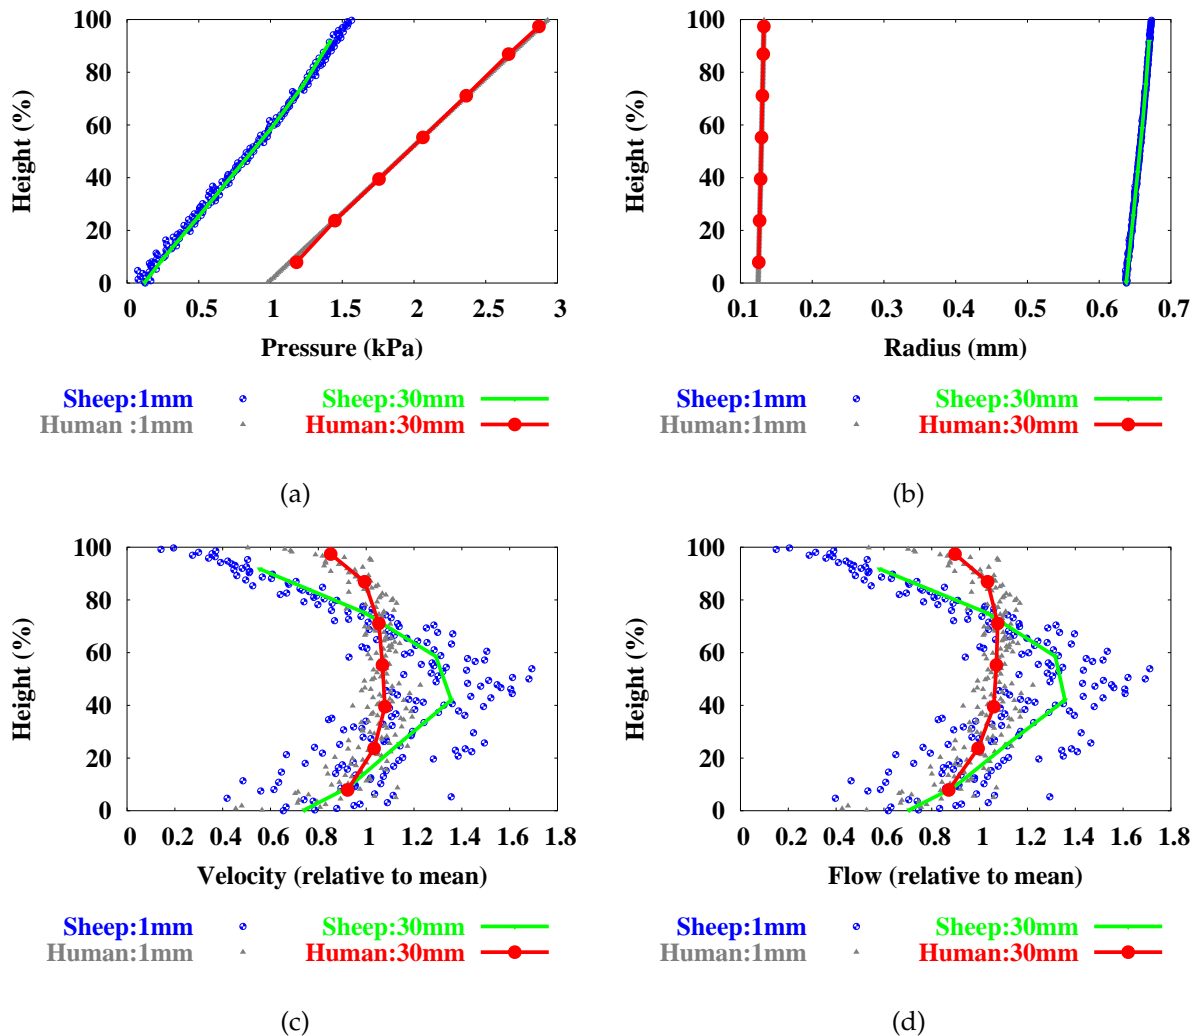 100
80
60
40
20
0
Height (%)
0 0.5 1 1.5 2 2.5 3
Pressure (kPa)
Sheep:1mm Sheep:30mm
Human :1mm Human:30mm
(a)
100
80
60
40
20
0
Height (%)
0.1 0.2 0.3 0.4 0.5 0.6 0.7
Radius (mm)
Sheep:1mm Sheep:30mm
Human:1mm Human:30mm
(b)
100
80
60
40
20
0
Height (%)
0 0.2 0.4 0.6 0.8 1 1.2 1.4 1.6 1.8
Velocity (relative to mean)
Sheep:1mm Sheep:30mm
Human:1mm Human:30mm
(c)
100
80
60
40
20
0
Height (%)
0 0.2 0.4 0.6 0.8 1 1.2 1.4 1.6 1.8
Flow (relative to mean)
Sheep:1mm Sheep:30mm
Human:1mm Human:30mm
(d)